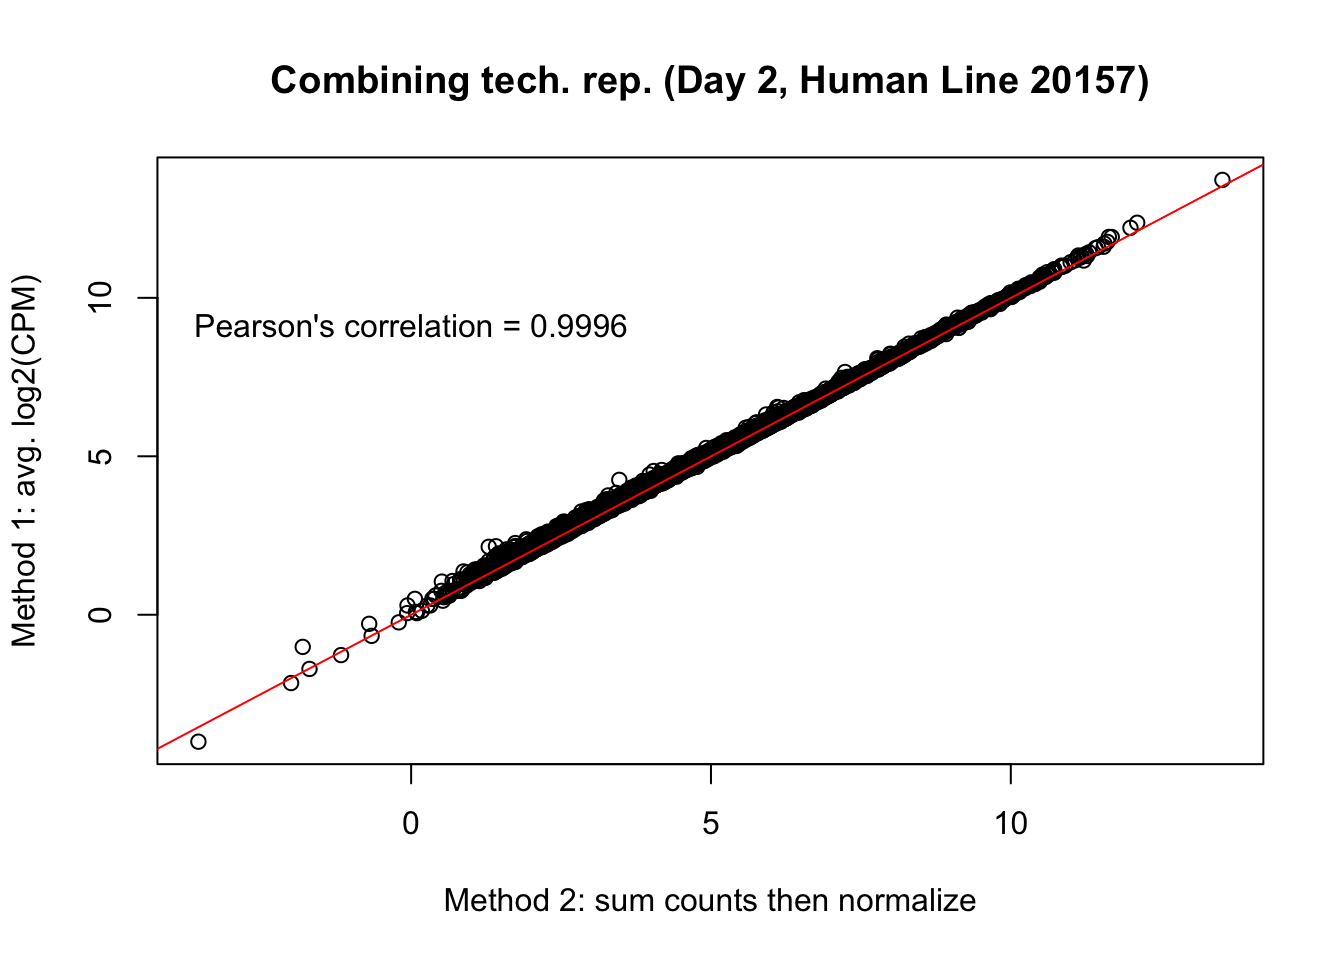 Combining tech. rep. (Day 2, Human Line 20157)
Method 1: avg. log2(CPM)
10
5
0
Pearson's correlation = 0.9996
0 5 10
Method 2: sum counts then normalize